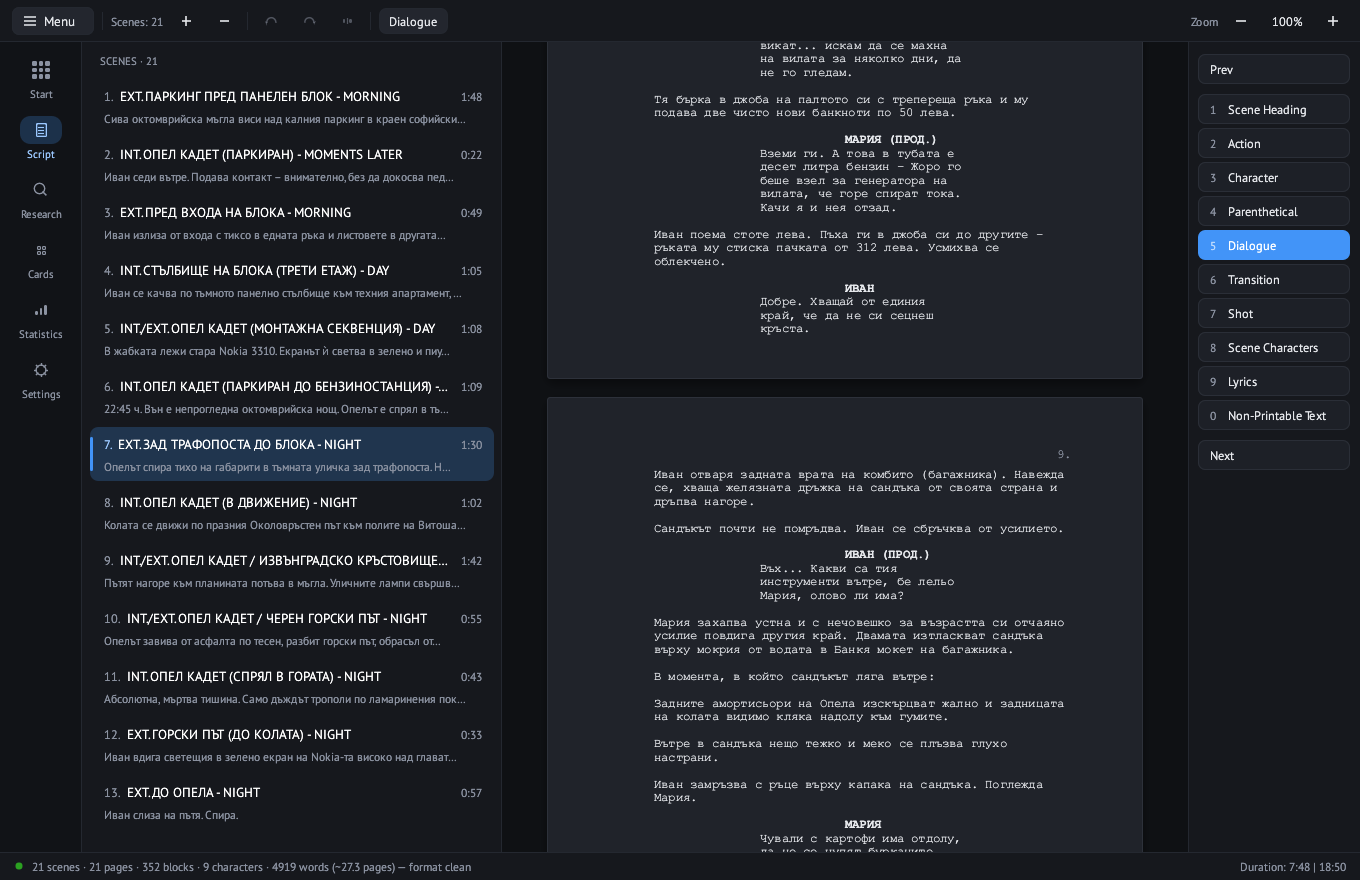 Menu
Scenes: 21
Dialogue
Zoom
100%
Start
Script
Research
Cards
Statistics
Settings
SCENES · 21
1. EXT.ПАРКИНГ ПРЕД ПАНЕЛЕН БЛОК - MORNING 1:48
Сива октомврийска мъгла виси над калния паркинг в краен софийски...
2. INT.ОПЕЛ КАДЕТ (ПАРКИРАН) - MOMENTS LATER 0:22
Иван седи вътре. Подава контакт – внимателно, без да докосва пед...
3. EXT.ПРЕД ВХОДА НА БЛОКА - MORNING 0:49
Иван излиза от входа с тиксо в едната ръка и листовете в другата...
4. INT.СТЪЛБИЩЕ НА БЛОКА (ТРЕТИ ЕТАЖ) - DAY 1:05
Иван се качва по тъмното панелно стълбище към техния апартамент, ...
5. INT./EXT.ОПЕЛ КАДЕТ (МОНТАЖНА СЕКВЕНЦИЯ) - DAY 1:08
В жабката лежи стара Nokia 3310. Екранът ѝ светва в зелено и пиу...
6. INT.ОПЕЛ КАДЕТ (ПАРКИРАН ДО БЕНЗИНОСТАНЦИЯ) -... 1:09
22:45 ч. Вън е непрогледна октомврийска нощ. Опелът е спрял в тъ...
7. EXT.ЗАД ТРАФОПОСТА ДО БЛОКА - NIGHT 1:30
Опелът спира тихо на габарити в тъмната уличка зад трафопоста. Н...
8. INT.ОПЕЛ КАДЕТ (В ДВИЖЕНИЕ) - NIGHT 1:02
Колата се движи по празния Околовръстен път към полите на Витоша...
9. INT./EXT.ОПЕЛ КАДЕТ / ИЗВЪНГРАДСКО КРЪСТОВИЩЕ... 1:42
Пътят нагоре към планината потъва в мъгла. Уличните лампи свършв...
10. INT./EXT.ОПЕЛ КАДЕТ / ЧЕРЕН ГОРСКИ ПЪТ - NIGHT 0:55
Опелът завива от асфалта по тесен, разбит горски път, обрасъл от...
11. INT.ОПЕЛ КАДЕТ (СПРЯЛ В ГОРАТА) - NIGHT 0:43
Абсолютна, мъртва тишина. Само дъждът трополи по ламаринения пок...
12. EXT.ГОРСКИ ПЪТ (ДО КОЛАТА) - NIGHT 0:33
Иван вдига светещия в зелено екран на Nokia-та високо над глават...
13. EXT.ДО ОПЕЛА - NIGHT 0:57
Иван слиза на пътя. Спира.
викат... искам да се махна
на вилата за няколко дни, да
не го гледам.
Тя бърка в джоба на палтото си с трепереща ръка и му
подава две чисто нови банкноти по 50 лева.
МАРИЯ (ПРОД.)
Вземи ги. А това в тубата е
десет литра бензин – Жоро го
беше взел за генератора на
вилата, че горе спират тока.
Качи я и нея отзад.
Иван поема стоте лева. Пъха ги в джоба си до другите –
ръката му стиска пачката от 312 лева. Усмихва се
облекчено.
ИВАН
Добре. Хващай от единия
край, че да не си сецнеш
кръста.
9.
Иван отваря задната врата на комбито (багажника). Навежда
се, хваща желязната дръжка на сандъка от своята страна и
дръпва нагоре.
Сандъкът почти не помръдва. Иван се сбръчква от усилието.
ИВАН (ПРОД.)
Въх... Какви са тия
инструменти вътре, бе лельо
Мария, олово ли има?
Мария захапва устна и с нечовешко за възрастта си отчаяно
усилие повдига другия край. Двамата изтласкват сандъка
върху мокрия от водата в Банкя мокет на багажника.
В момента, в който сандъкът ляга вътре:
Задните амортисьори на Опела изскърцват жално и задницата
на колата видимо кляка надолу към гумите.
Вътре в сандъка нещо тежко и меко се плъзва глухо
настрани.
Иван замръзва с ръце върху капака на сандъка. Поглежда
Мария.
МАРИЯ
Чували с картофи има отдолу,
да не се чупят бурканите
Prev
1 Scene Heading
2 Action
3 Character
4 Parenthetical
5 Dialogue
6 Transition
7 Shot
8 Scene Characters
9 Lyrics
0 Non-Printable Text
Next
21 scenes · 21 pages · 352 blocks · 9 characters · 4919 words (~27.3 pages) — format clean
Duration: 7:48 | 18:50